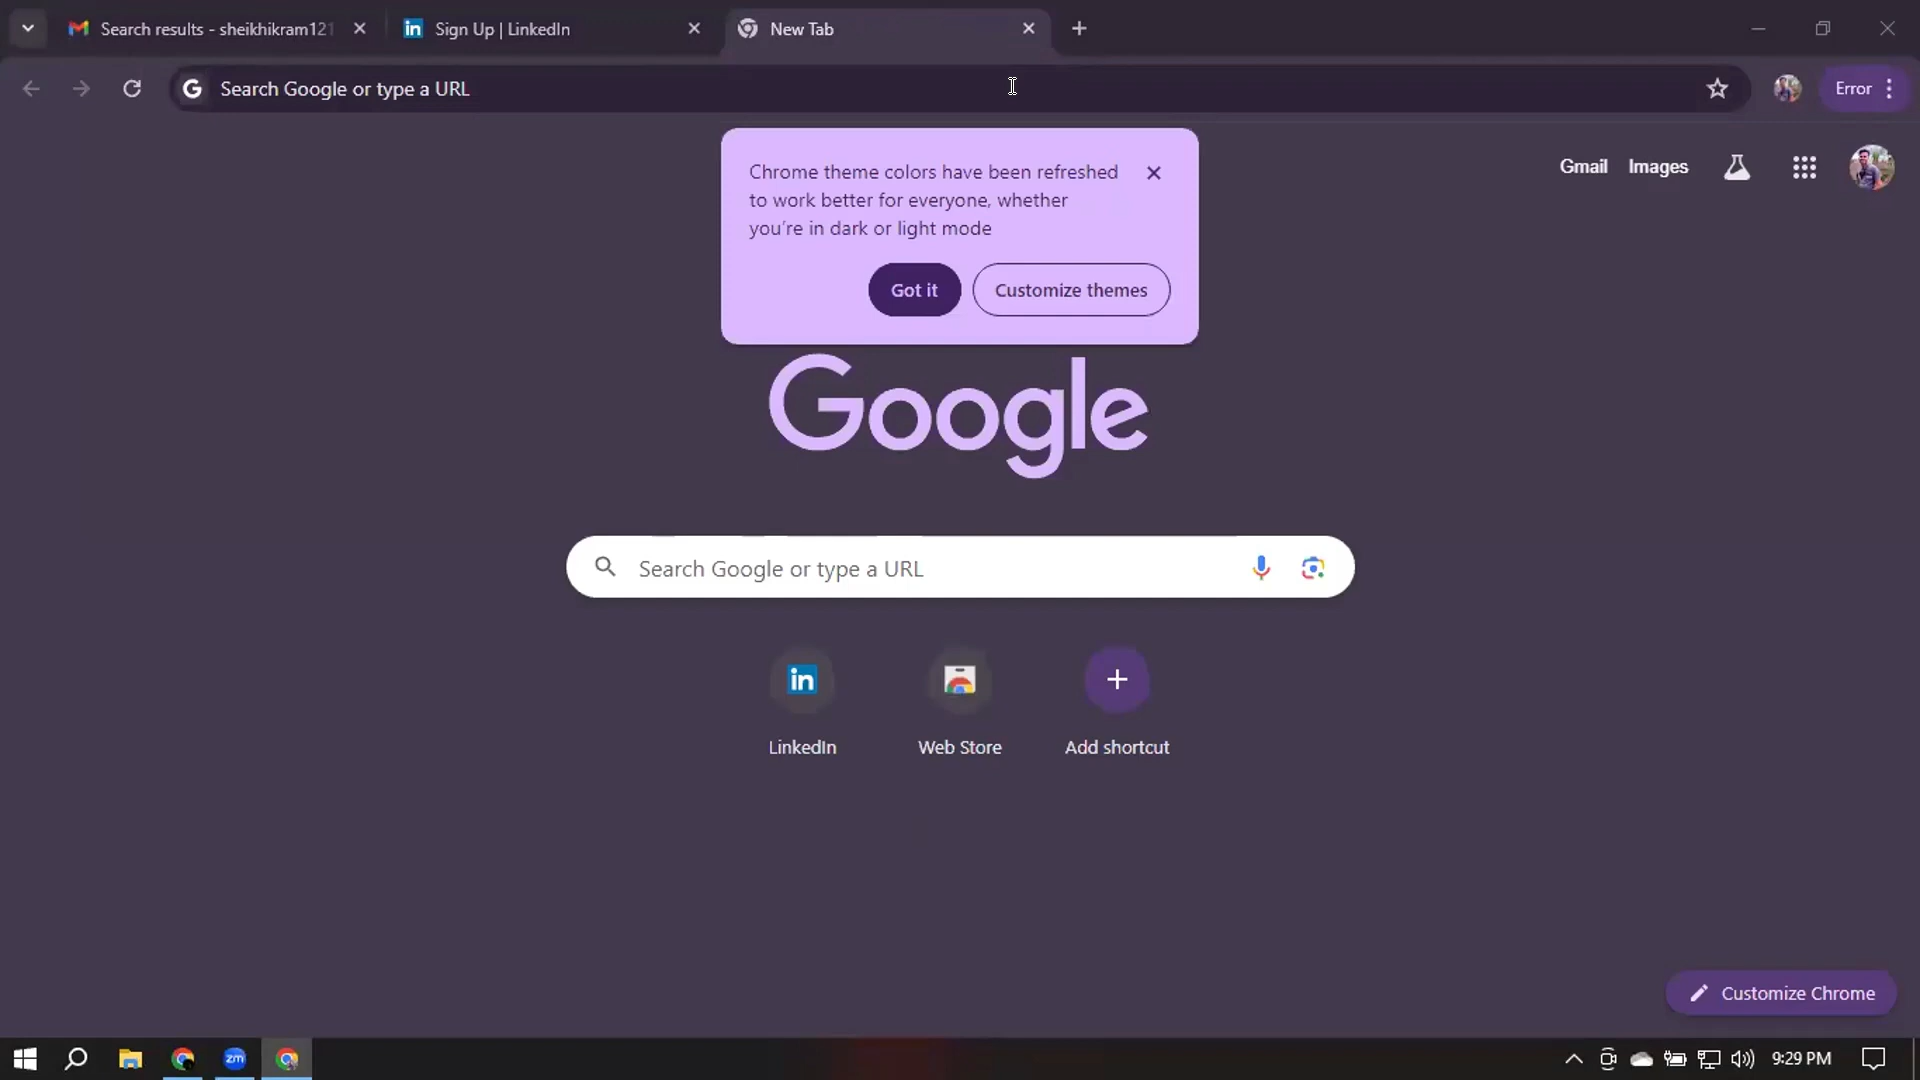 Search results - sheikhikram121
Sign Up | LinkedIn
New Tab
Search Google or type a URL
Error
Chrome theme colors have been refreshed
to work better for everyone, whether
you're in dark or light mode
Got it
Customize themes
Gmail
Images
Google
Search Google or type a URL
LinkedIn
Web Store
Add shortcut
Customize Chrome
zm
9:29 PM